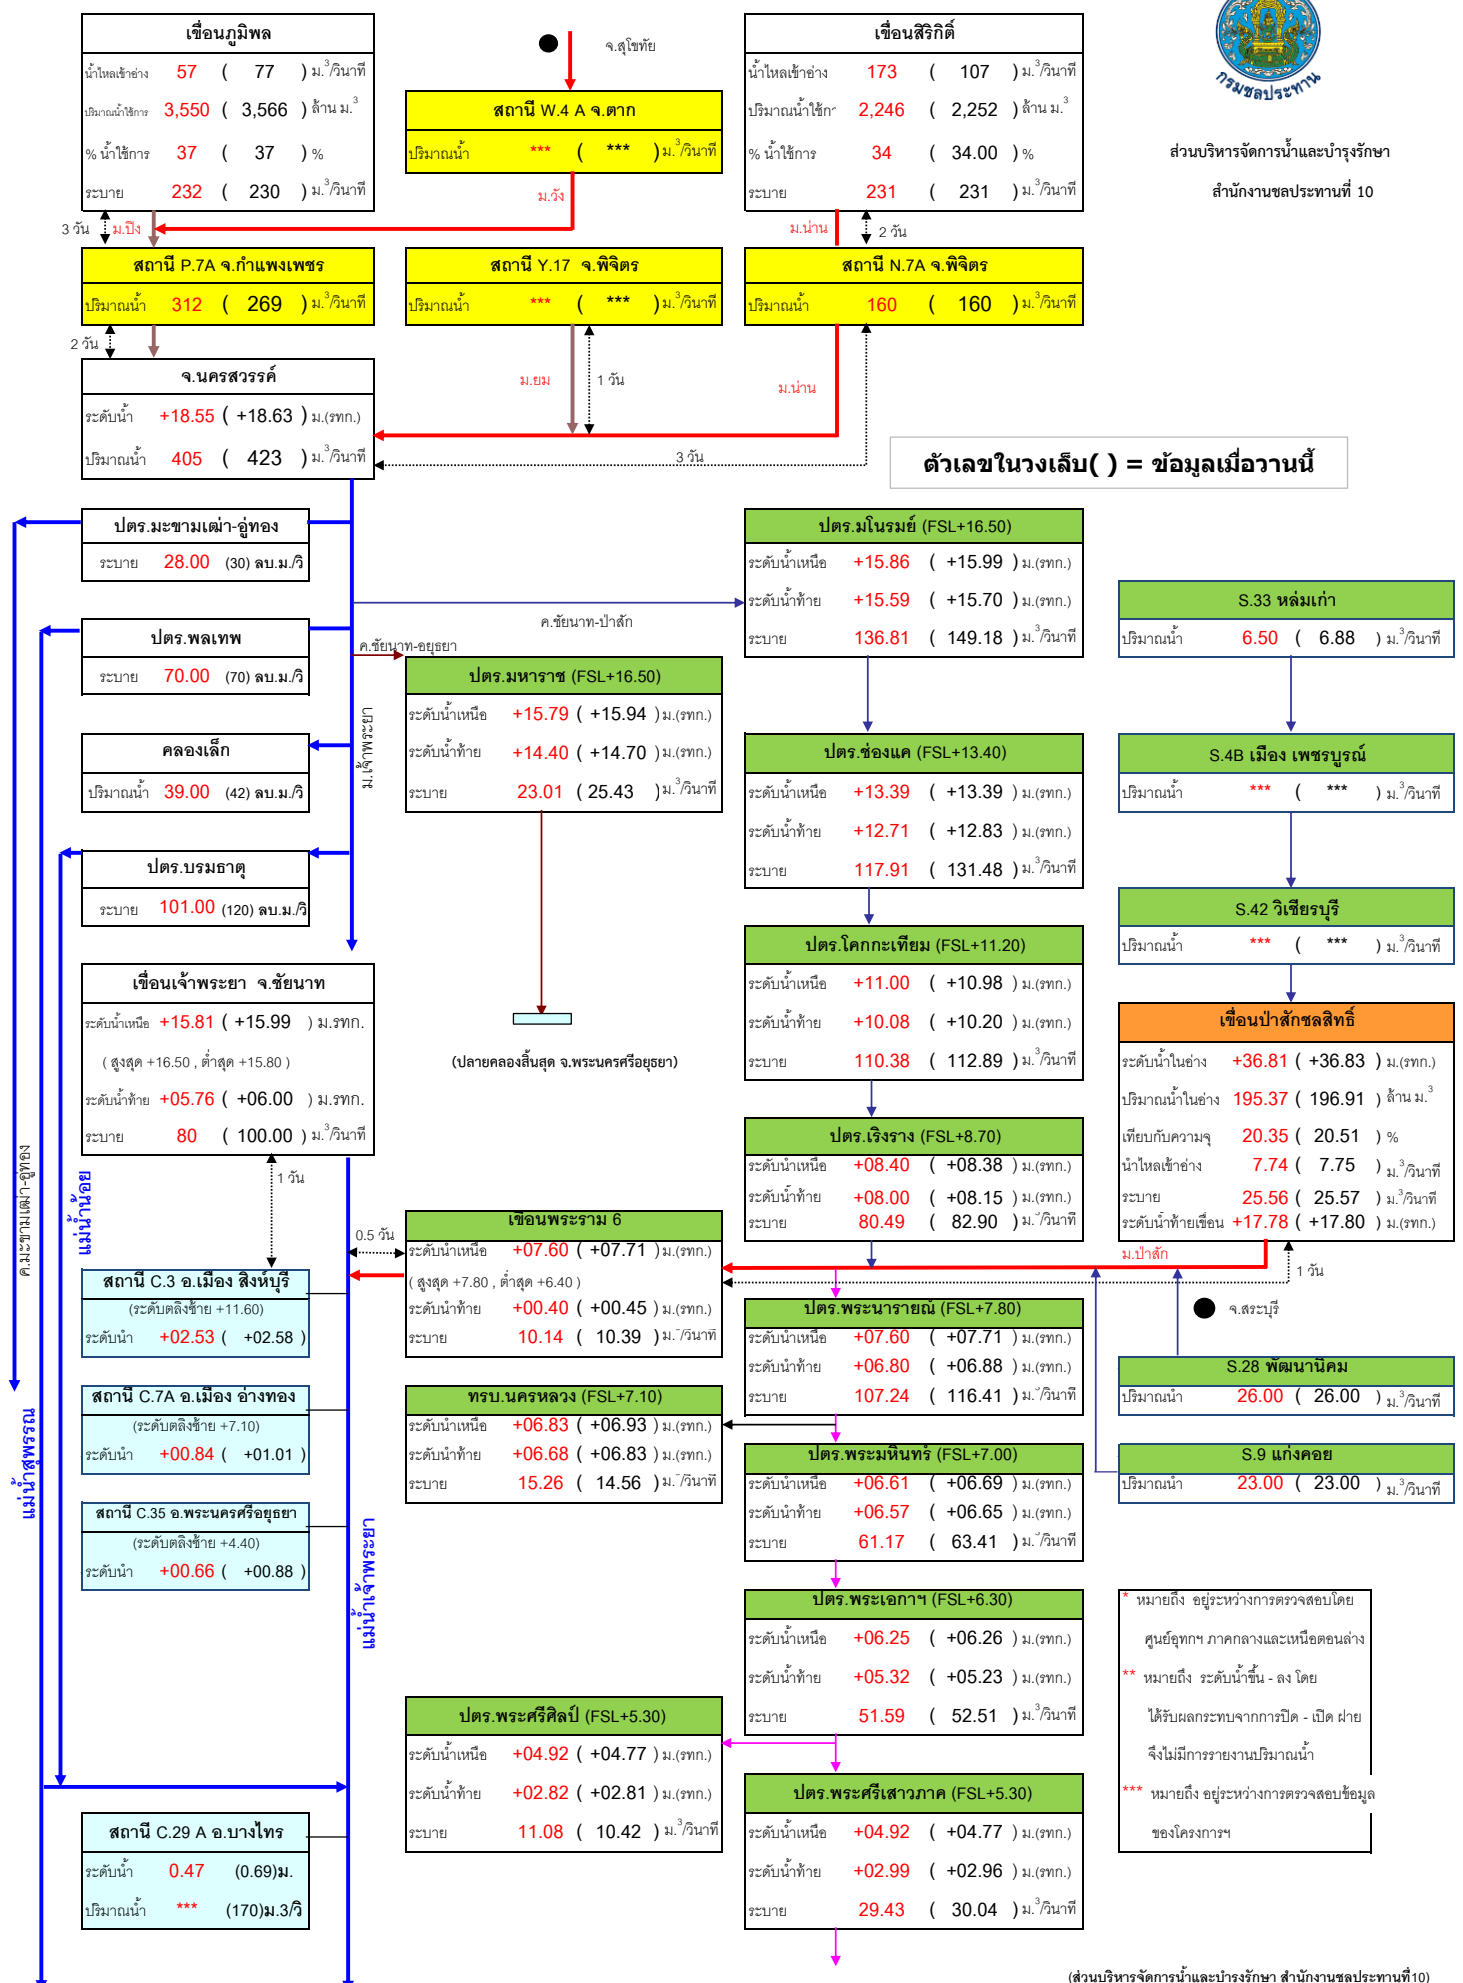 กรมชลประทาน
ส่วนบริหารจัดการน้ำและบำรุงรักษา
สำนักงานชลประทานที่ 10
เขื่อนภูมิพล
น้ำไหลเข้าอ่าง 57 ( 77 ) ม.³/วินาที
ปริมาณน้ำใช้การ 3,550 ( 3,566 ) ล้าน ม.³
% น้ำใช้การ 37 ( 37 ) %
ระบาย 232 ( 230 ) ม.³/วินาที
จ.สุโขทัย
สถานี W.4 A จ.ตาก
ปริมาณน้ำ *** ( *** ) ม.³/วินาที
เขื่อนสิริกิติ์
น้ำไหลเข้าอ่าง 173 ( 107 ) ม.³/วินาที
ปริมาณน้ำใช้กา 2,246 ( 2,252 ) ล้าน ม.³
% น้ำใช้การ 34 ( 34.00 ) %
ระบาย 231 ( 231 ) ม.³/วินาที
3 วัน
ม.ปิง
ม.วัง
ม.น่าน
2 วัน
สถานี P.7A จ.กำแพงเพชร
ปริมาณน้ำ 312 ( 269 ) ม.³/วินาที
สถานี Y.17 จ.พิจิตร
ปริมาณน้ำ *** ( *** ) ม.³/วินาที
สถานี N.7A จ.พิจิตร
ปริมาณน้ำ 160 ( 160 ) ม.³/วินาที
2 วัน
ม.ยม
1 วัน
ม.น่าน
3 วัน
จ.นครสวรรค์
ระดับน้ำ +18.55 ( +18.63 ) ม.(รทก.)
ปริมาณน้ำ 405 ( 423 ) ม.³/วินาที
ตัวเลขในวงเล็บ( ) = ข้อมูลเมื่อวานนี้
ปตร.มะขามเฒ่า-อู่ทอง
ระบาย 28.00 (30) ลบ.ม./วิ
ปตร.พลเทพ
ระบาย 70.00 (70) ลบ.ม./วิ
คลองเล็ก
ปริมาณน้ำ 39.00 (42) ลบ.ม./วิ
ปตร.บรมธาตุ
ระบาย 101.00 (120) ลบ.ม./วิ
ม.เจ้าพระยา
ค.ชัยนาท-ป่าสัก
ค.ชัยนาท-อยุธยา
ปตร.มหาราช (FSL+16.50)
ระดับน้ำเหนือ +15.79 ( +15.94 ) ม.(รทก.)
ระดับน้ำท้าย +14.40 ( +14.70 ) ม.(รทก.)
ระบาย 23.01 ( 25.43 ) ม.³/วินาที
(ปลายคลองสิ้นสุด จ.พระนครศรีอยุธยา)
ปตร.มโนรมย์ (FSL+16.50)
ระดับน้ำเหนือ +15.86 ( +15.99 ) ม.(รทก.)
ระดับน้ำท้าย +15.59 ( +15.70 ) ม.(รทก.)
ระบาย 136.81 ( 149.18 ) ม.³/วินาที
ปตร.ช่องแค (FSL+13.40)
ระดับน้ำเหนือ +13.39 ( +13.39 ) ม.(รทก.)
ระดับน้ำท้าย +12.71 ( +12.83 ) ม.(รทก.)
ระบาย 117.91 ( 131.48 ) ม.³/วินาที
ปตร.โคกกะเทียม (FSL+11.20)
ระดับน้ำเหนือ +11.00 ( +10.98 ) ม.(รทก.)
ระดับน้ำท้าย +10.08 ( +10.20 ) ม.(รทก.)
ระบาย 110.38 ( 112.89 ) ม.³/วินาที
ปตร.เริงราง (FSL+8.70)
ระดับน้ำเหนือ +08.40 ( +08.38 ) ม.(รทก.)
ระดับน้ำท้าย +08.00 ( +08.15 ) ม.(รทก.)
ระบาย 80.49 ( 82.90 ) ม.³/วินาที
S.33 หล่มเก่า
ปริมาณน้ำ 6.50 ( 6.88 ) ม.³/วินาที
S.4B เมือง เพชรบูรณ์
ปริมาณน้ำ *** ( *** ) ม.³/วินาที
S.42 วิเชียรบุรี
ปริมาณน้ำ *** ( *** ) ม.³/วินาที
เขื่อนป่าสักชลสิทธิ์
ระดับน้ำในอ่าง +36.81 ( +36.83 ) ม.(รทก.)
ปริมาณน้ำในอ่าง 195.37 ( 196.91 ) ล้าน ม.³
เทียบกับความจุ 20.35 ( 20.51 ) %
น้ำไหลเข้าอ่าง 7.74 ( 7.75 ) ม.³/วินาที
ระบาย 25.56 ( 25.57 ) ม.³/วินาที
ระดับน้ำท้ายเขื่อน +17.78 ( +17.80 ) ม.(รทก.)
เขื่อนเจ้าพระยา จ.ชัยนาท
ระดับน้ำเหนือ +15.81 ( +15.99 ) ม.รทก.
( สูงสุด +16.50 , ต่ำสุด +15.80 )
ระดับน้ำท้าย +05.76 ( +06.00 ) ม.รทก.
ระบาย 80 ( 100.00 ) ม.³/วินาที
1 วัน
0.5 วัน
ค.มะขามเฒ่า-อู่ทอง
แม่น้ำน้อย
แม่น้ำสุพรรณ
แม่น้ำเจ้าพระยา
เขื่อนพระราม 6
ระดับน้ำเหนือ +07.60 ( +07.71 ) ม.(รทก.)
( สูงสุด +7.80 , ต่ำสุด +6.40 )
ระดับน้ำท้าย +00.40 ( +00.45 ) ม.(รทก.)
ระบาย 10.14 ( 10.39 ) ม.³/วินาที
ม.ป่าสัก
1 วัน
จ.สระบุรี
สถานี C.3 อ.เมือง สิงห์บุรี
(ระดับตลิ่งซ้าย +11.60)
ระดับน้ำ +02.53 ( +02.58 )
สถานี C.7A อ.เมือง อ่างทอง
(ระดับตลิ่งซ้าย +7.10)
ระดับน้ำ +00.84 ( +01.01 )
สถานี C.35 อ.พระนครศรีอยุธยา
(ระดับตลิ่งซ้าย +4.40)
ระดับน้ำ +00.66 ( +00.88 )
ทรบ.นครหลวง (FSL+7.10)
ระดับน้ำเหนือ +06.83 ( +06.93 ) ม.(รทก.)
ระดับน้ำท้าย +06.68 ( +06.83 ) ม.(รทก.)
ระบาย 15.26 ( 14.56 ) ม.³/วินาที
ปตร.พระนารายณ์ (FSL+7.80)
ระดับน้ำเหนือ +07.60 ( +07.71 ) ม.(รทก.)
ระดับน้ำท้าย +06.80 ( +06.88 ) ม.(รทก.)
ระบาย 107.24 ( 116.41 ) ม.³/วินาที
ปตร.พระมหินทร์ (FSL+7.00)
ระดับน้ำเหนือ +06.61 ( +06.69 ) ม.(รทก.)
ระดับน้ำท้าย +06.57 ( +06.65 ) ม.(รทก.)
ระบาย 61.17 ( 63.41 ) ม.³/วินาที
S.28 พัฒนานิคม
ปริมาณน้ำ 26.00 ( 26.00 ) ม.³/วินาที
S.9 แก่งคอย
ปริมาณน้ำ 23.00 ( 23.00 ) ม.³/วินาที
ปตร.พระเอกาฯ (FSL+6.30)
ระดับน้ำเหนือ +06.25 ( +06.26 ) ม.(รทก.)
ระดับน้ำท้าย +05.32 ( +05.23 ) ม.(รทก.)
ระบาย 51.59 ( 52.51 ) ม.³/วินาที
ปตร.พระศรีศิลป์ (FSL+5.30)
ระดับน้ำเหนือ +04.92 ( +04.77 ) ม.(รทก.)
ระดับน้ำท้าย +02.82 ( +02.81 ) ม.(รทก.)
ระบาย 11.08 ( 10.42 ) ม.³/วินาที
ปตร.พระศรีเสาวภาค (FSL+5.30)
ระดับน้ำเหนือ +04.92 ( +04.77 ) ม.(รทก.)
ระดับน้ำท้าย +02.99 ( +02.96 ) ม.(รทก.)
ระบาย 29.43 ( 30.04 ) ม.³/วินาที
สถานี C.29 A อ.บางไทร
ระดับน้ำ 0.47 (0.69)ม.
ปริมาณน้ำ *** (170)ม.3/วิ
* หมายถึง อยู่ระหว่างการตรวจสอบโดย
ศูนย์อุทกฯ ภาคกลางและเหนือตอนล่าง
** หมายถึง ระดับน้ำขึ้น - ลง โดย
ได้รับผลกระทบจากการปิด - เปิด ฝาย
จึงไม่มีการรายงานปริมาณน้ำ
*** หมายถึง อยู่ระหว่างการตรวจสอบข้อมูล
ของโครงการฯ
(ส่วนบริหารจัดการน้ำและบำรุงรักษา สำนักงานชลประทานที่10)